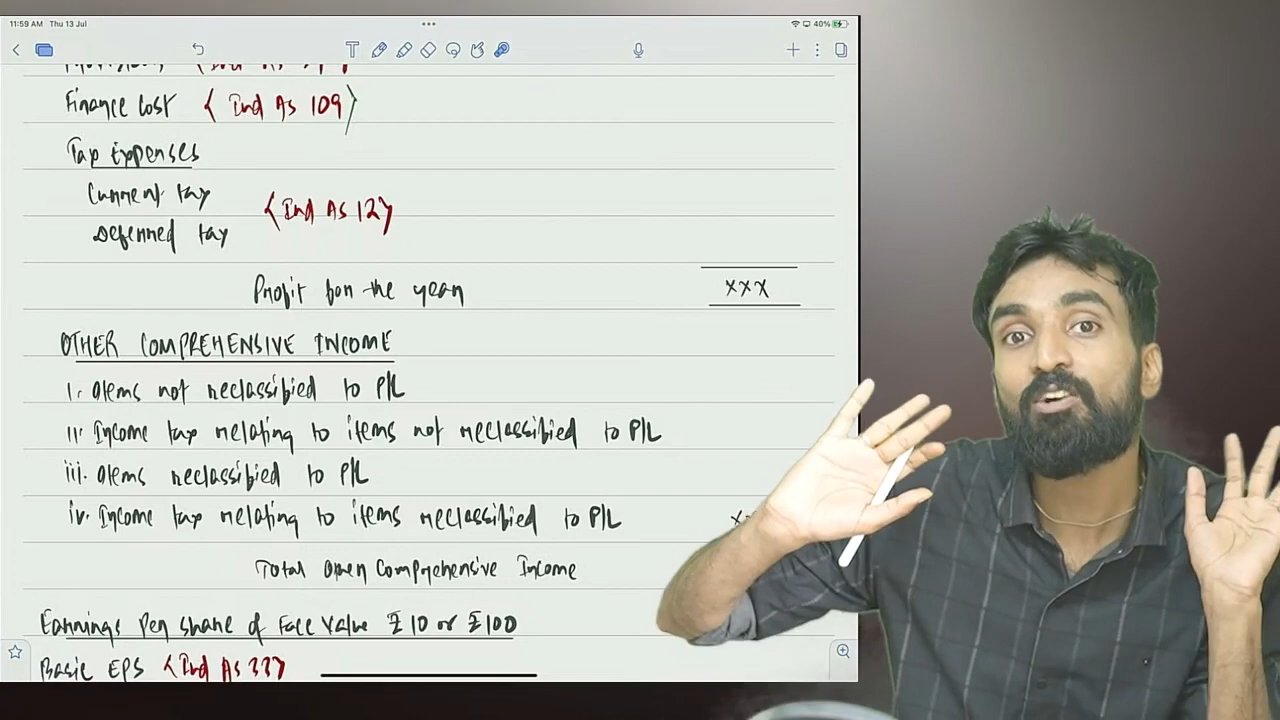 11:59 AM Thu 13 Jul
40%
Finance Cost < Ind As 109 >
Tax Expenses
Current tax
< Ind As 12 >
Deferred tax
Profit for the year xxx
OTHER COMPREHENSIVE INCOME
i. Items not reclassified to P/L
ii. Income tax relating to items not reclassified to P/L
iii. Items reclassified to P/L
iv. Income tax relating to items reclassified to P/L
Total Comprehensive Income
Earnings per share of Face Value ₹10 or ₹100
Basic EPS < Ind As 33 >